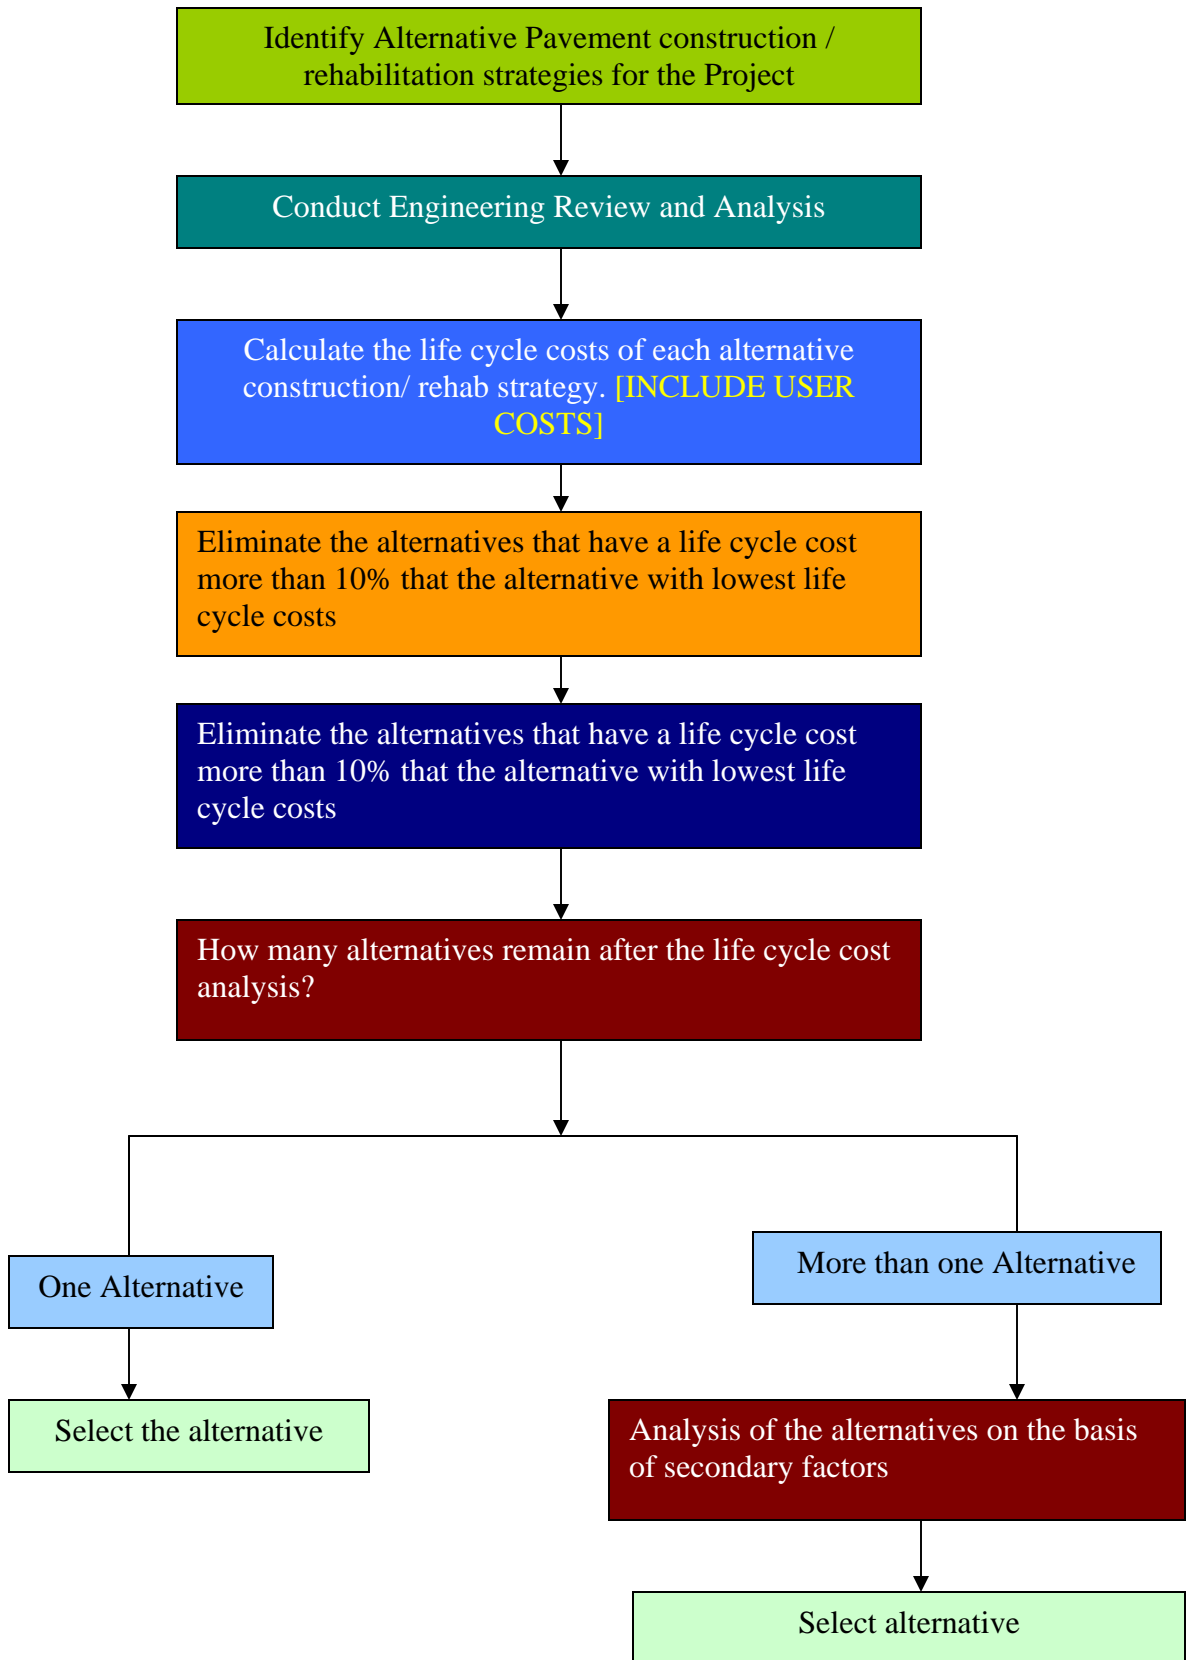 Identify Alternative Pavement construction /
rehabilitation strategies for the Project
Conduct Engineering Review and Analysis
Calculate the life cycle costs of each alternative
construction/ rehab strategy. [INCLUDE USER
COSTS]
Eliminate the alternatives that have a life cycle cost
more than 10% that the alternative with lowest life
cycle costs
Eliminate the alternatives that have a life cycle cost
more than 10% that the alternative with lowest life
cycle costs
How many alternatives remain after the life cycle cost
analysis?
One Alternative
More than one Alternative
Select the alternative
Analysis of the alternatives on the basis
of secondary factors
Select alternative